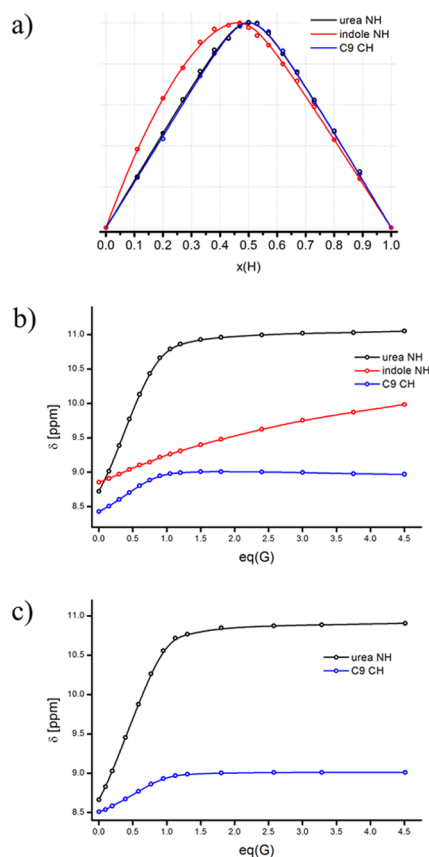 a)
urea NH
indole NH
C9 CH
0.0 0.1 0.2 0.3 0.4 0.5 0.6 0.7 0.8 0.9 1.0
x(H)
b)
11.0
10.5
10.0
9.5
9.0
8.5
δ [ppm]
urea NH
indole NH
C9 CH
0.0 0.5 1.0 1.5 2.0 2.5 3.0 3.5 4.0 4.5
eq(G)
c)
11.0
10.5
10.0
9.5
9.0
8.5
δ [ppm]
urea NH
C9 CH
0.0 0.5 1.0 1.5 2.0 2.5 3.0 3.5 4.0 4.5
eq(G)